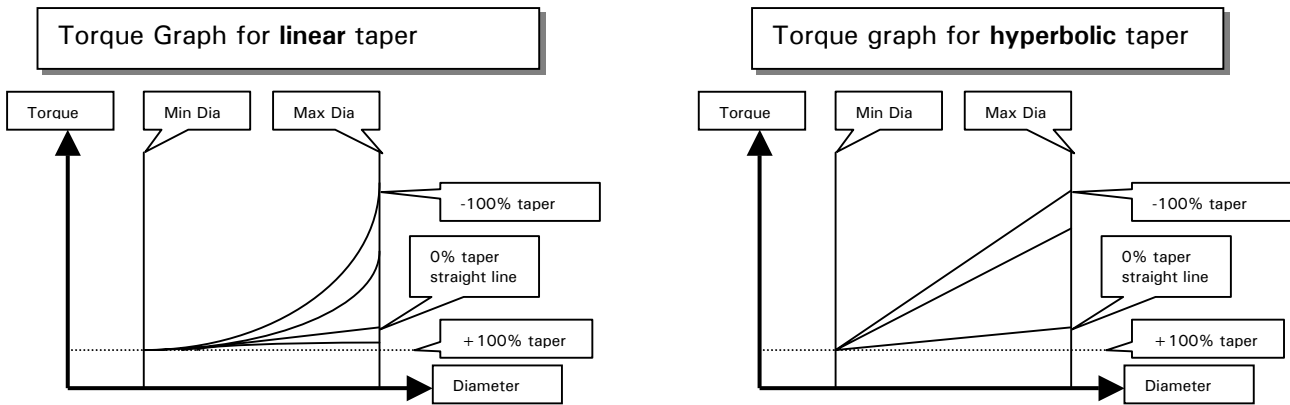 Torque Graph for linear taper
Torque
Min Dia
Max Dia
-100% taper
0% taper
straight line
+100% taper
Diameter
Torque graph for hyperbolic taper
Torque
Min Dia
Max Dia
-100% taper
0% taper
straight line
+100% taper
Diameter